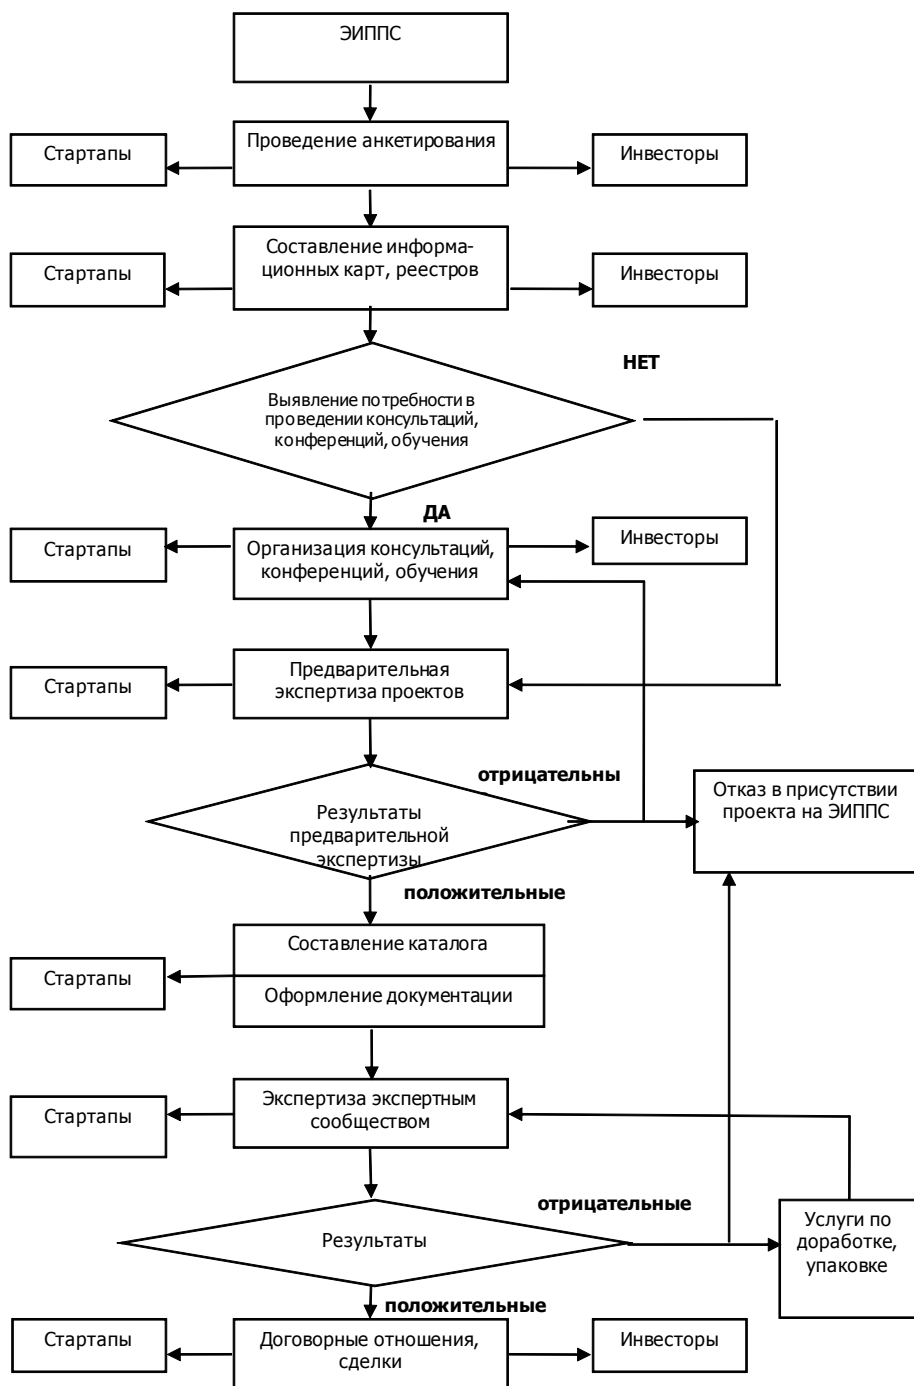 ЭИППС
Проведение анкетирования
Стартапы
Инвесторы
Составление информа-
ционных карт, реестров
Стартапы
Инвесторы
НЕТ
Выявление потребности в
проведении консультаций,
конференций, обучения
ДА
Стартапы
Организация консультаций,
конференций, обучения
Инвесторы
Стартапы
Предварительная
экспертиза проектов
отрицательны
Отказ в присутствии
проекта на ЭИППС
Результаты
предварительной
экспертизы
положительные
Составление каталога
Стартапы
Оформление документации
Стартапы
Экспертиза экспертным
сообществом
отрицательные
Услуги по
доработке,
упаковке
Результаты
положительные
Стартапы
Договорные отношения,
сделки
Инвесторы